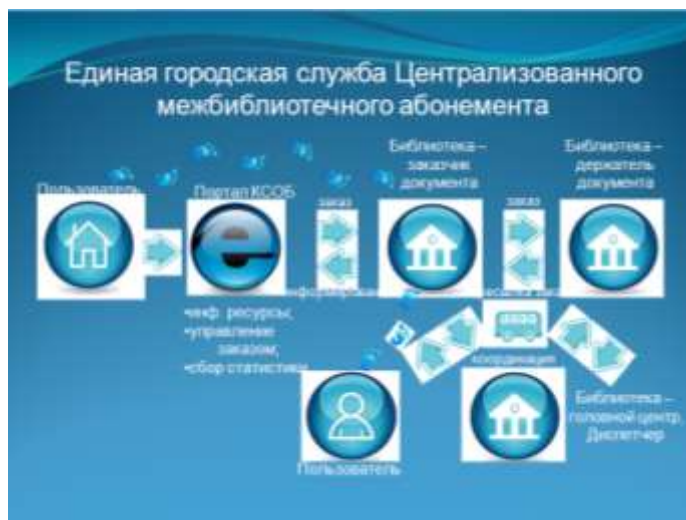 Единая городская служба Централизованного
межбиблиотечного абонемента
Пользователь
Портал КСОБ
Библиотека –
заказчик
документа
Библиотека –
держатель
документа
заказ
заказ
•инф. ресурсы;
•управление
заказом;
•сбор статистики
координация
Пользователь
Библиотека –
головной центр.
Диспетчер